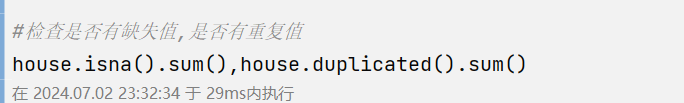 #检查是否有缺失值,是否有重复值
house.isna().sum(),house.duplicated().sum()
在 2024.07.02 23:32:34 于 29ms内执行